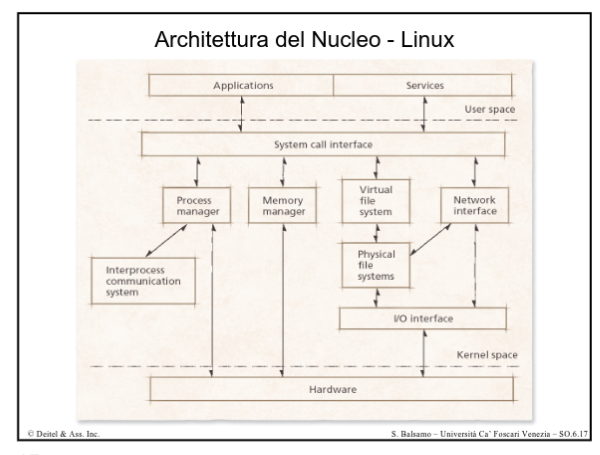 Architettura del Nucleo - Linux
Applications
Services
User space
System call interface
Process
manager
Memory
manager
Virtual
file
system
Network
interface
Interprocess
communication
system
Physical
file
systems
I/O interface
Kernel space
Hardware
© Deitel & Ass. Inc.
S. Balsamo – Università Ca' Foscari Venezia – SO.6.17